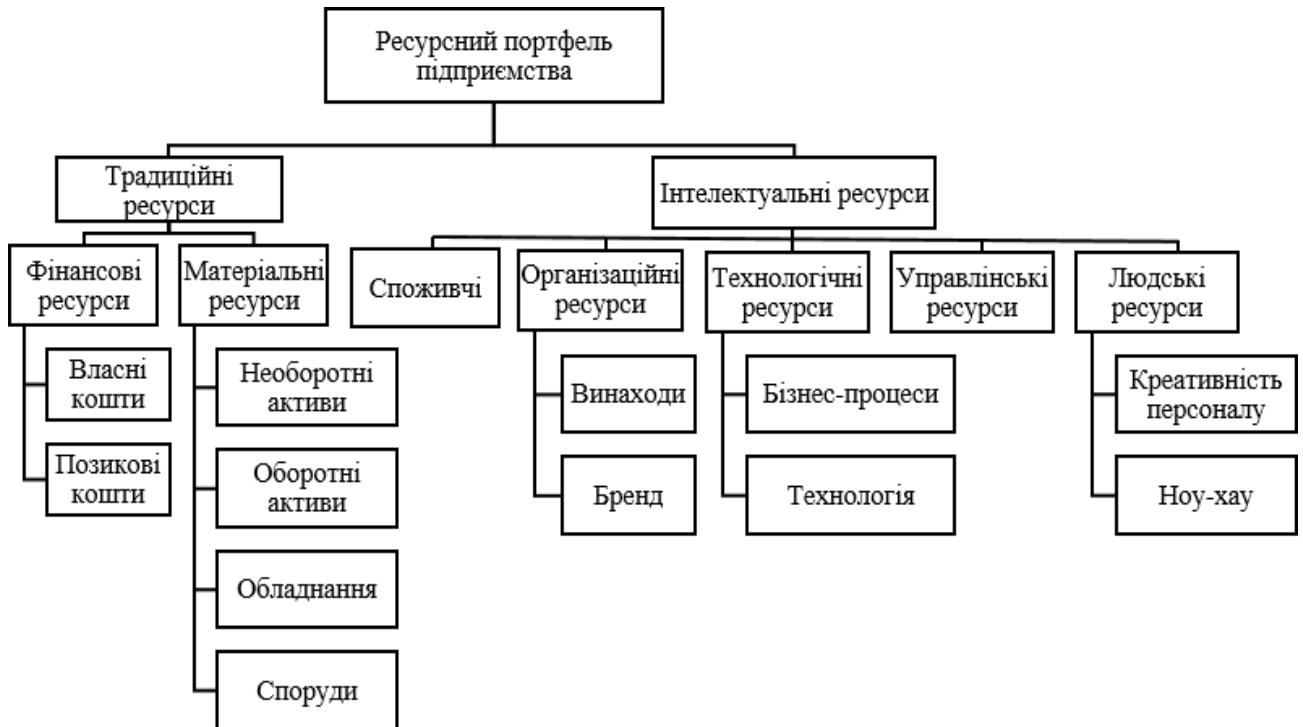 Ресурсний портфель
підприємства
Традиційні
ресурси
Інтелектуальні ресурси
Фінансові
ресурси
Матеріальні
ресурси
Споживчі
Організаційні
ресурси
Технологічні
ресурси
Управлінські
ресурси
Людські
ресурси
Власні
кошти
Позикові
кошти
Необоротні
активи
Оборотні
активи
Обладнання
Споруди
Винаходи
Бренд
Бізнес-процеси
Технологія
Креативність
персоналу
Ноу-хау